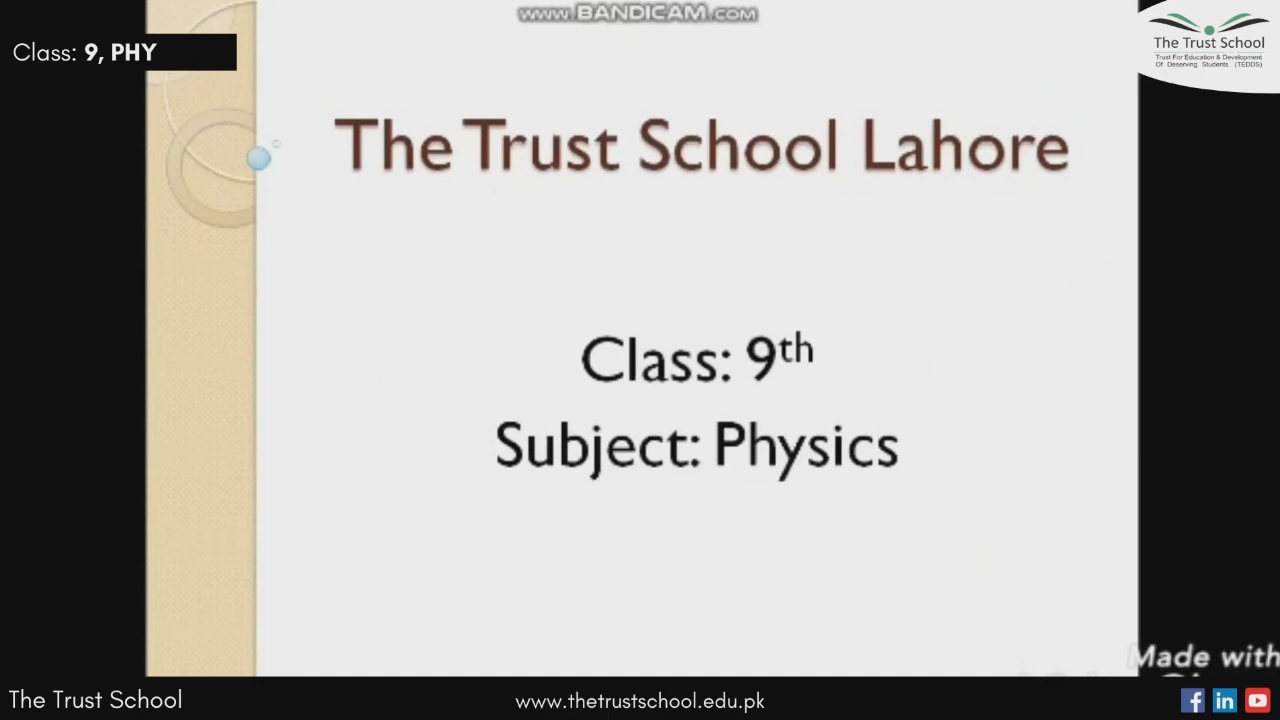 www.BANDICAM.COM
Class: 9, PHY
The Trust School
Trust For Education & Development
Of Deserving Students. (TEDDS)
The Trust School Lahore
Class: 9th
Subject: Physics
Made with
The Trust School
www.thetrustschool.edu.pk